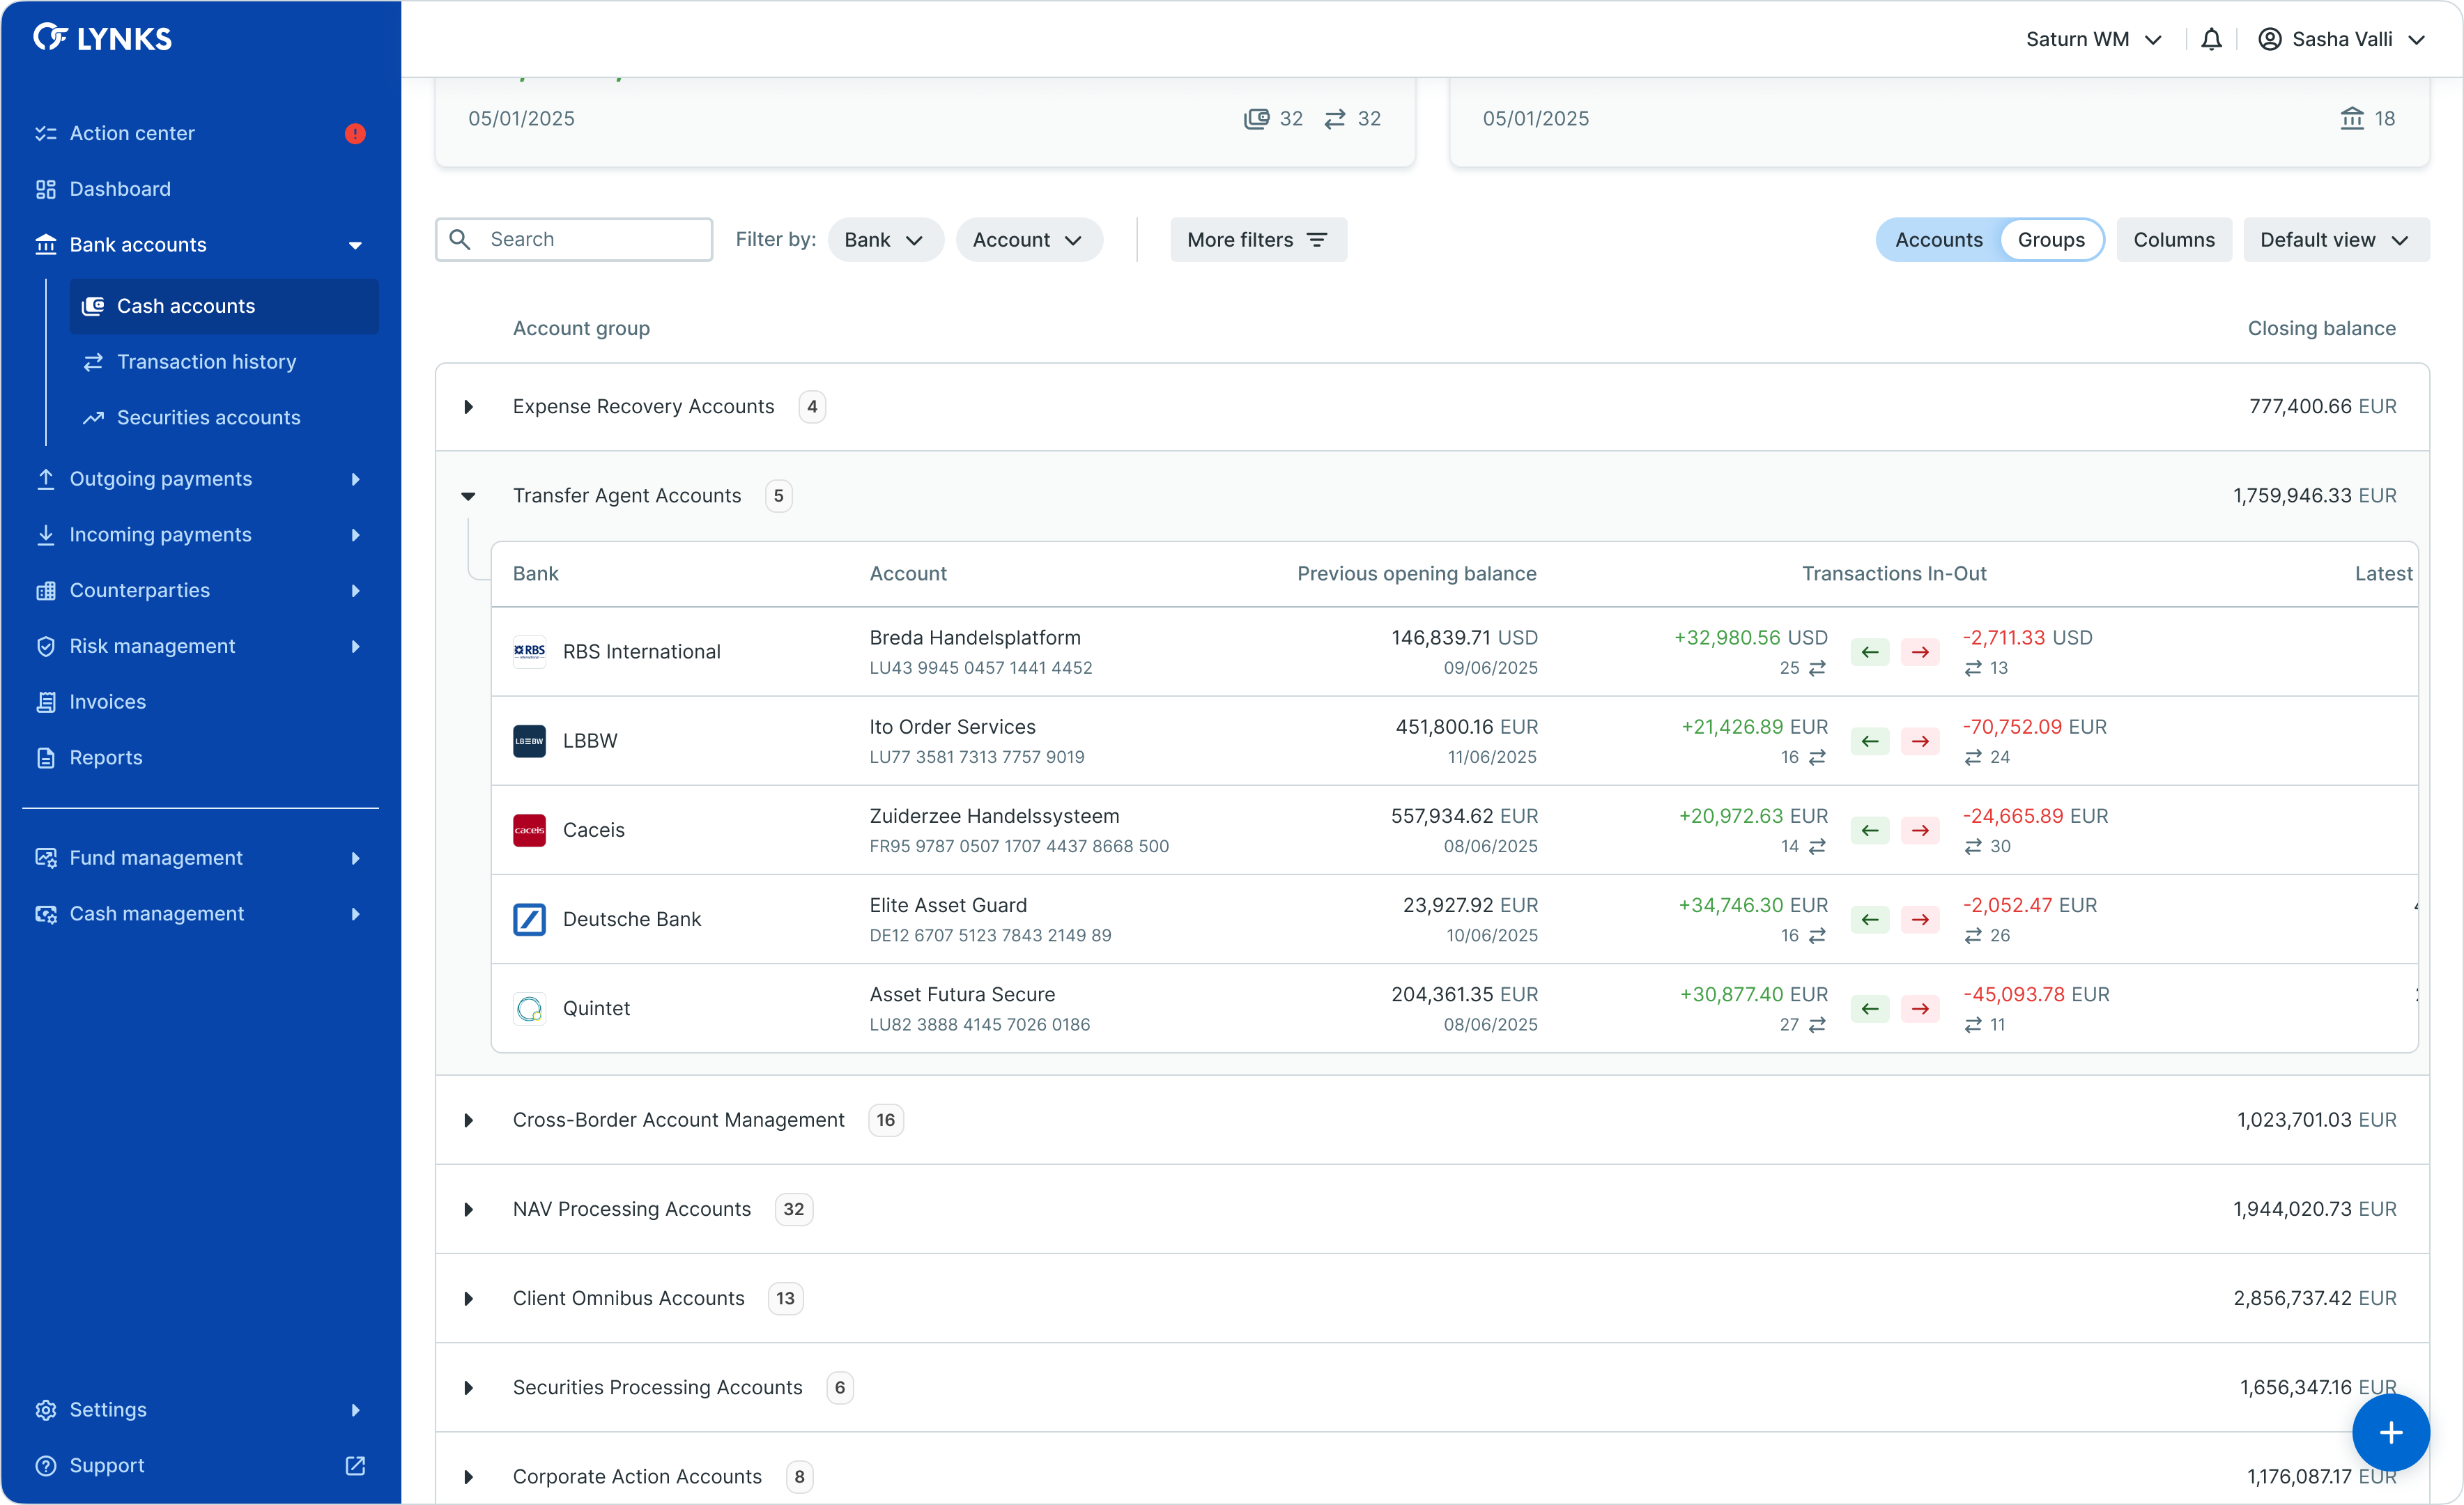 LYNKS
Saturn WM
Sasha Valli
Action center
Dashboard
Bank accounts
Cash accounts
Transaction history
Securities accounts
Outgoing payments
Incoming payments
Counterparties
Risk management
Invoices
Reports
Fund management
Cash management
Settings
Support
05/01/2025 32 32
05/01/2025 18
Search Filter by: Bank Account More filters Accounts Groups Columns Default view
Account group Closing balance
Expense Recovery Accounts 4 777,400.66 EUR
Transfer Agent Accounts 5 1,759,946.33 EUR
Bank Account Previous opening balance Transactions In-Out Latest
RBS
RBS International Breda Handelsplatform 146,839.71 USD +32,980.56 USD -2,711.33 USD
LU43 9945 0457 1441 4452 09/06/2025 25 13
LBBW
LBBW Ito Order Services 451,800.16 EUR +21,426.89 EUR -70,752.09 EUR
LU77 3581 7313 7757 9019 11/06/2025 16 24
caceis
Caceis Zuiderzee Handelssysteem 557,934.62 EUR +20,972.63 EUR -24,665.89 EUR
FR95 9787 0507 1707 4437 8668 500 08/06/2025 14 30
Deutsche Bank Elite Asset Guard 23,927.92 EUR +34,746.30 EUR -2,052.47 EUR
DE12 6707 5123 7843 2149 89 10/06/2025 16 26
Quintet Asset Futura Secure 204,361.35 EUR +30,877.40 EUR -45,093.78 EUR
LU82 3888 4145 7026 0186 08/06/2025 27 11
Cross-Border Account Management 16 1,023,701.03 EUR
NAV Processing Accounts 32 1,944,020.73 EUR
Client Omnibus Accounts 13 2,856,737.42 EUR
Securities Processing Accounts 6 1,656,347.16 EUR
Corporate Action Accounts 8 1,176,087.17 EUR